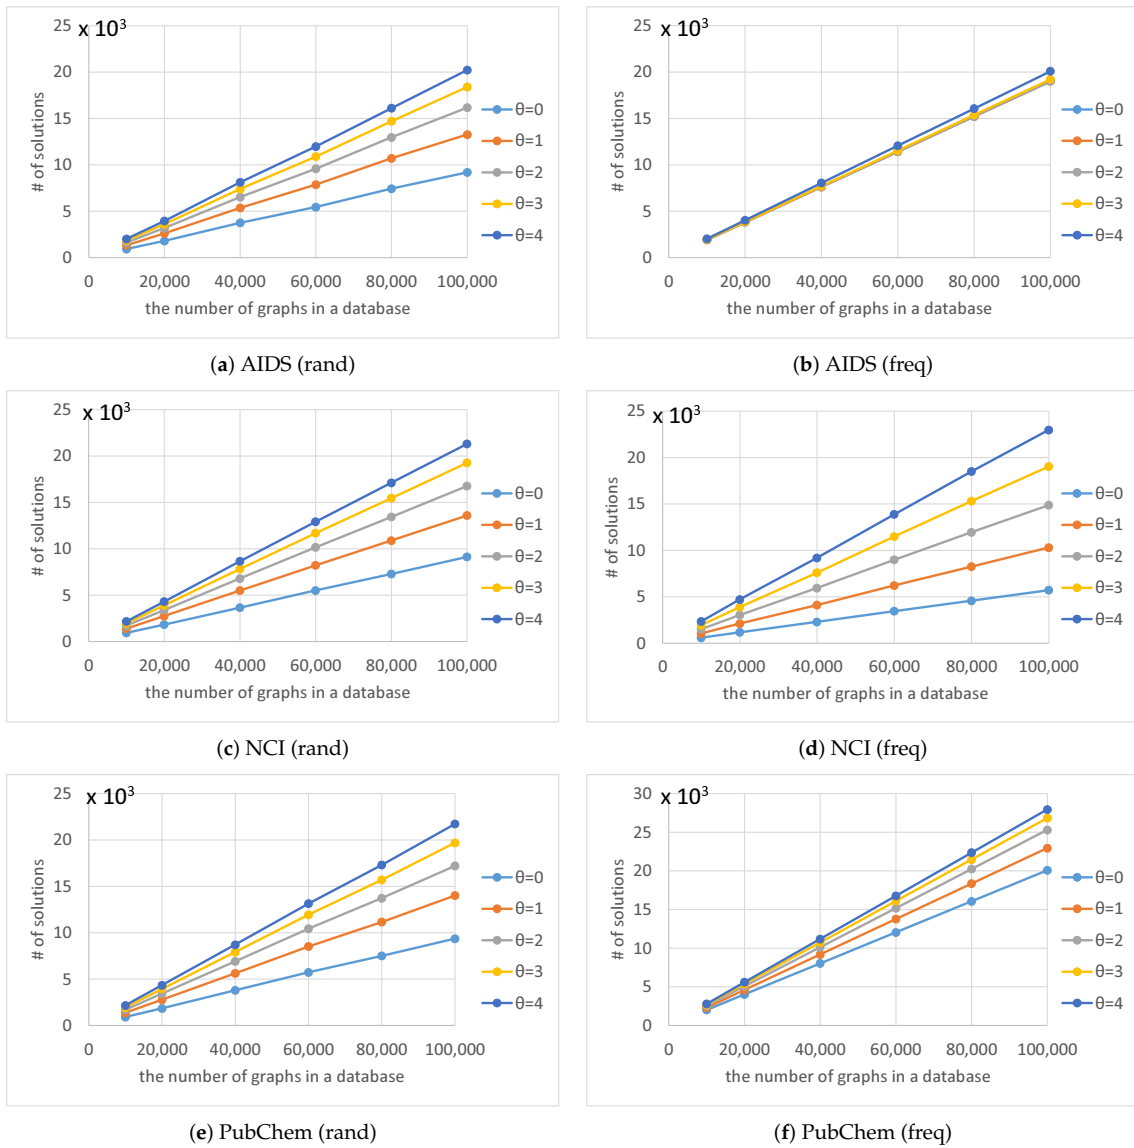 x 10³
25
20
15
10
5
0
# of solutions
0 20,000 40,000 60,000 80,000 100,000
the number of graphs in a database
θ=0
θ=1
θ=2
θ=3
θ=4
(a) AIDS (rand)
x 10³
25
20
15
10
5
0
# of solutions
0 20,000 40,000 60,000 80,000 100,000
the number of graphs in a database
θ=0
θ=1
θ=2
θ=3
θ=4
(b) AIDS (freq)
x 10³
25
20
15
10
5
0
# of solutions
0 20,000 40,000 60,000 80,000 100,000
the number of graphs in a database
θ=0
θ=1
θ=2
θ=3
θ=4
(c) NCI (rand)
x 10³
25
20
15
10
5
0
# of solutions
0 20,000 40,000 60,000 80,000 100,000
the number of graphs in a database
θ=0
θ=1
θ=2
θ=3
θ=4
(d) NCI (freq)
x 10³
25
20
15
10
5
0
# of solutions
0 20,000 40,000 60,000 80,000 100,000
the number of graphs in a database
θ=0
θ=1
θ=2
θ=3
θ=4
(e) PubChem (rand)
x 10³
30
25
20
15
10
5
0
# of solutions
0 20,000 40,000 60,000 80,000 100,000
the number of graphs in a database
θ=0
θ=1
θ=2
θ=3
θ=4
(f) PubChem (freq)